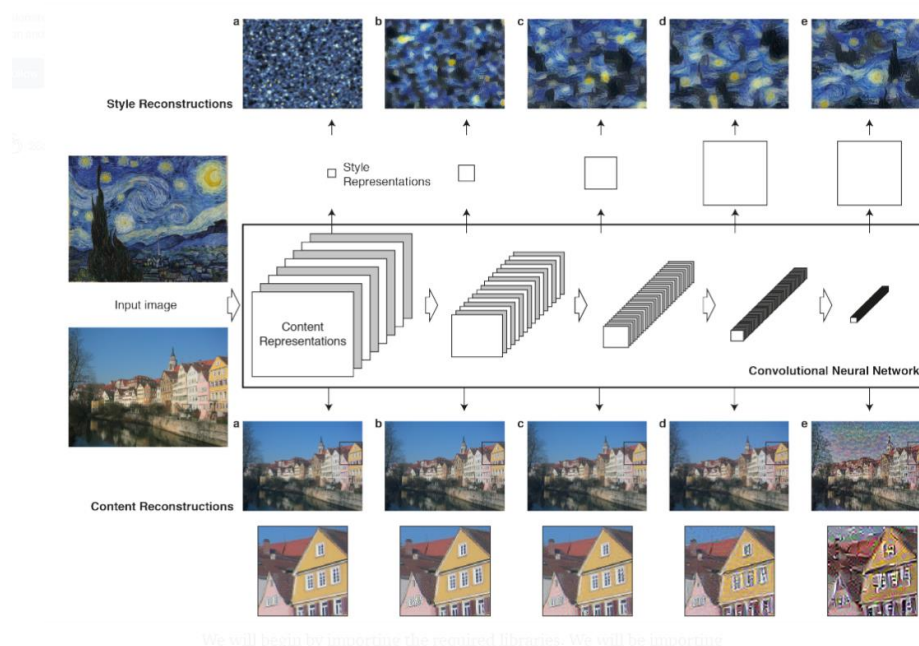 a b c d e
Style Reconstructions
Style
Representations
Input image
Content
Representations
Convolutional Neural Network
a b c d e
Content Reconstructions
We will begin by importing the required libraries. We will be importing